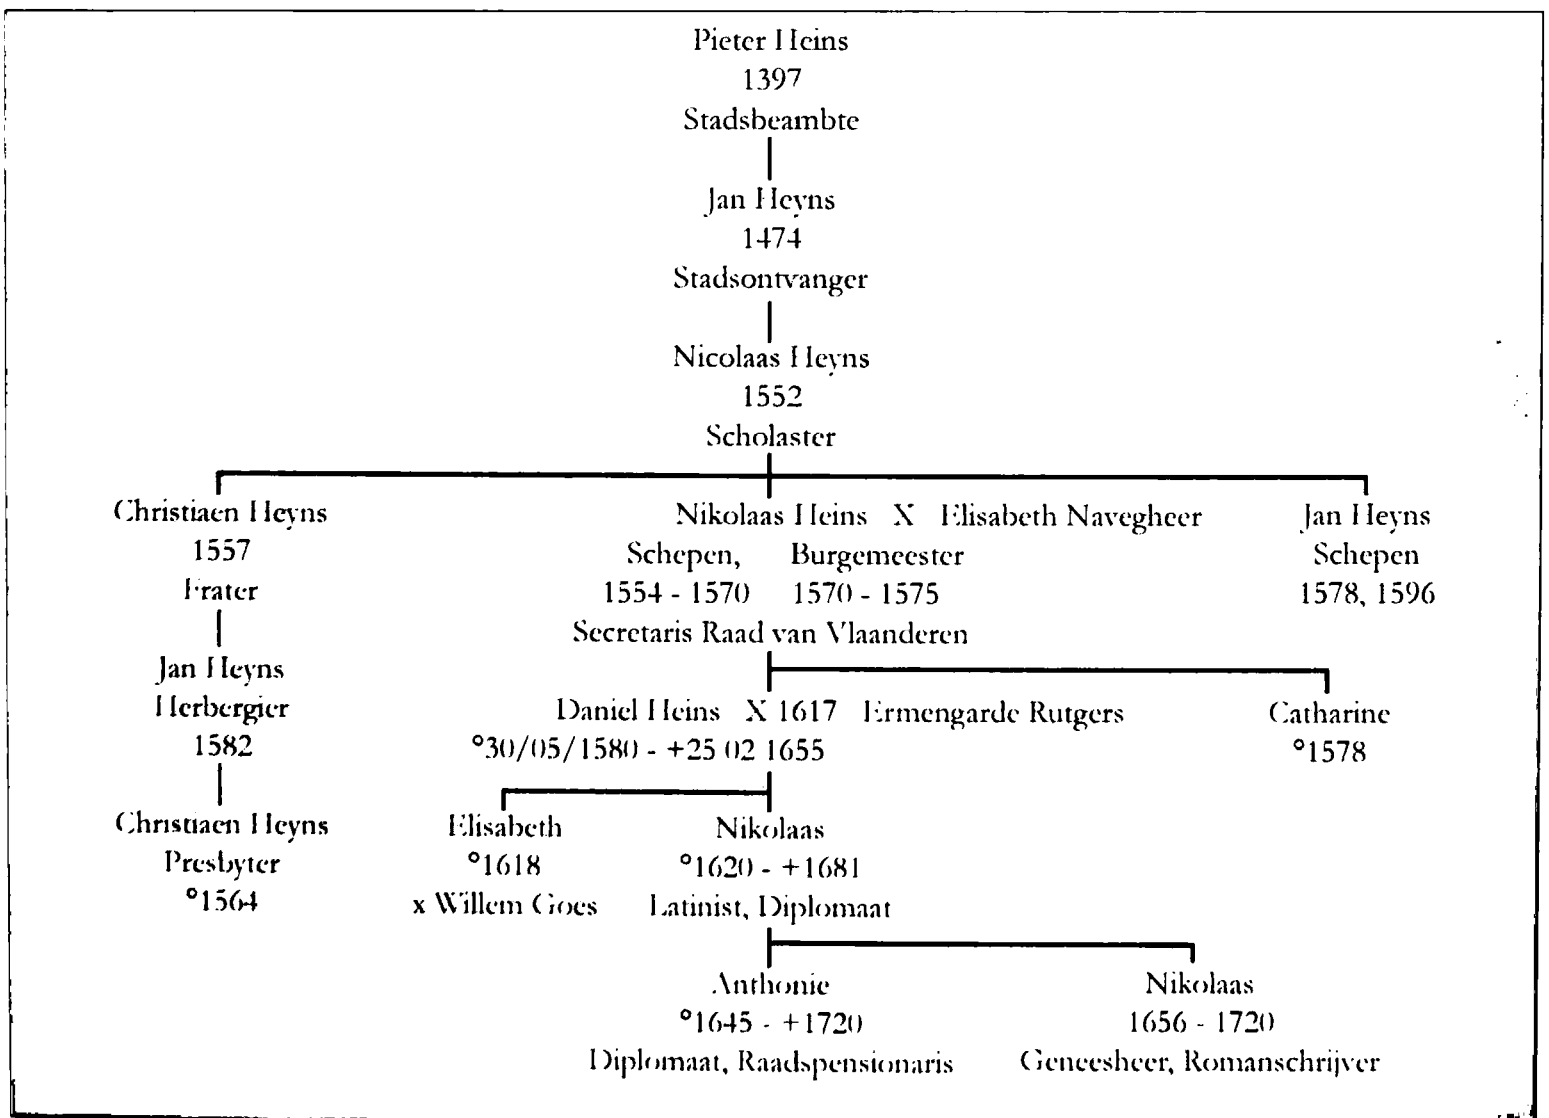 Pieter Heins
1397
Stadsbeambte
Jan Heyns
1474
Stadsontvanger
Nicolaas Heyns
1552
Scholaster
Christiaen Heyns
1557
Frater
Jan Heyns
Herbergier
1582
Christiaen Heyns
Presbyter
°1564
Nikolaas Heins X Elisabeth Navegheer
Schepen, Burgemeester
1554 - 1570 1570 - 1575
Secretaris Raad van Vlaanderen
Jan Heyns
Schepen
1578, 1596
Daniel Heins X 1617 Ermengarde Rutgers
°30/05/1580 - +25 02 1655
Catharine
°1578
Elisabeth
°1618
x Willem Goes
Nikolaas
°1620 - +1681
Latinist, Diplomaat
Anthonie
°1645 - +1720
Diplomaat, Raadspensionaris
Nikolaas
1656 - 1720
Geneesheer, Romanschrijver